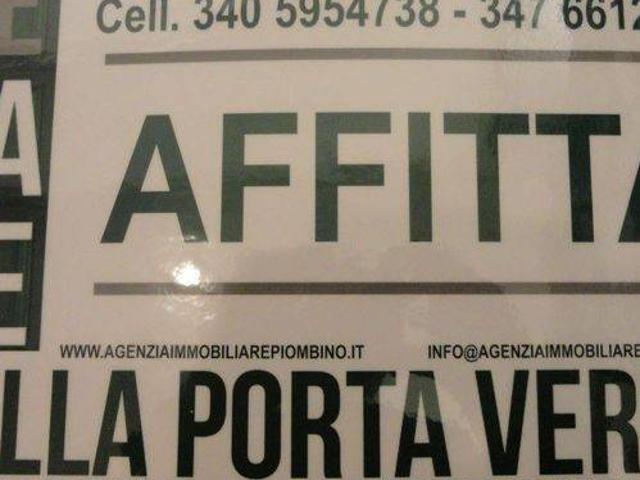 Cell. 340 5954738 - 347 6612
A
AFFITTA
E
WWW.AGENZIAIMMOBILIAREPIOMBINO.IT INFO@AGENZIAIMMOBILIARE
LLA PORTA VER